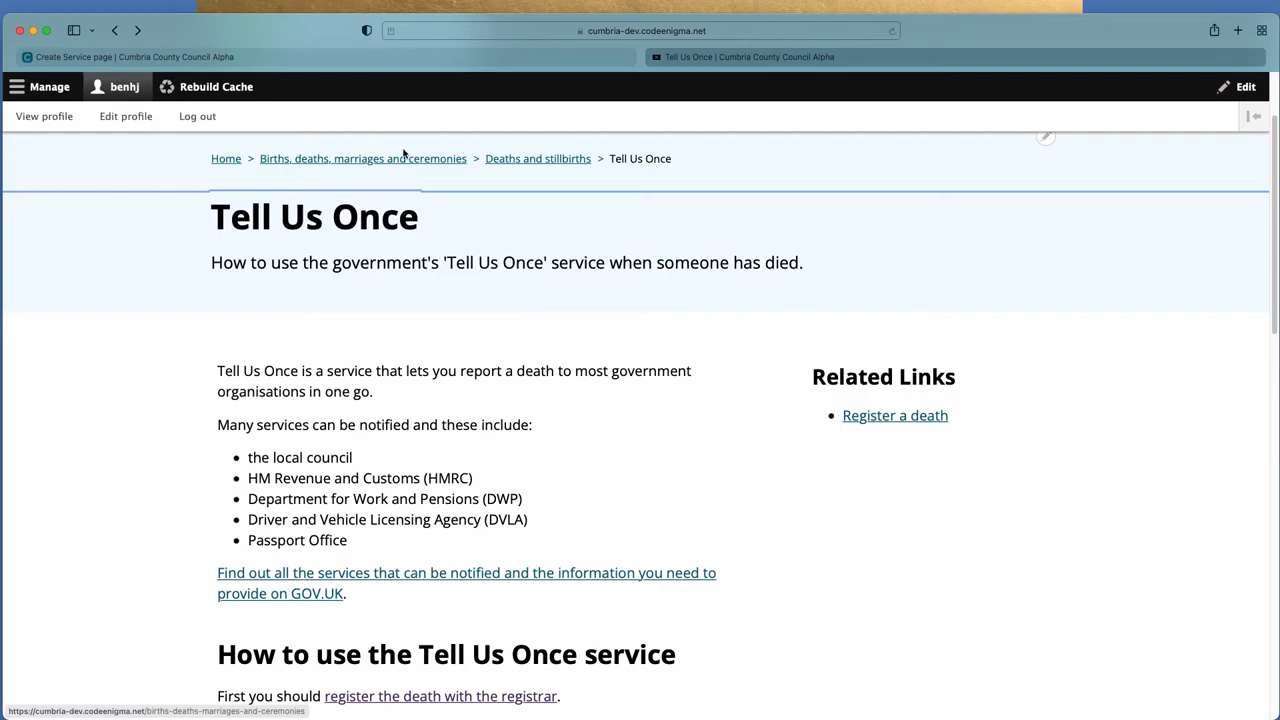 cumbria-dev.codeenigma.net
Create Service page | Cumbria County Council Alpha
Tell Us Once | Cumbria County Council Alpha
Manage benhj Rebuild Cache Edit
View profile Edit profile Log out
Home > Births, deaths, marriages and ceremonies > Deaths and stillbirths > Tell Us Once
Tell Us Once
How to use the government's 'Tell Us Once' service when someone has died.
Tell Us Once is a service that lets you report a death to most government
organisations in one go.
Many services can be notified and these include:
• the local council
• HM Revenue and Customs (HMRC)
• Department for Work and Pensions (DWP)
• Driver and Vehicle Licensing Agency (DVLA)
• Passport Office
Find out all the services that can be notified and the information you need to
provide on GOV.UK.
How to use the Tell Us Once service
First you should register the death with the registrar.
Related Links
• Register a death
https://cumbria-dev.codeenigma.net/births-deaths-marriages-and-ceremonies